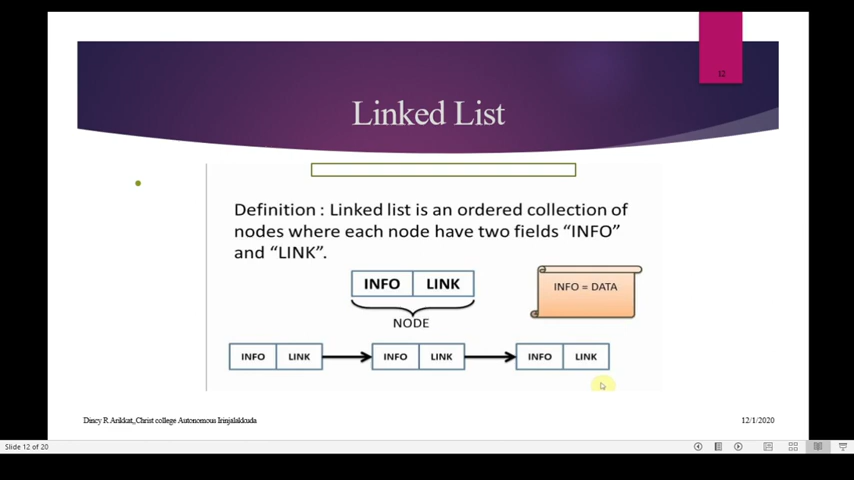 12
Linked List
Definition : Linked list is an ordered collection of
nodes where each node have two fields “INFO”
and “LINK”.
INFO LINK
INFO = DATA
NODE
INFO LINK INFO LINK INFO LINK
Dincy R Arikkat,,Christ college Autonomous Irinjalakkuda
12/1/2020
Slide 12 of 20